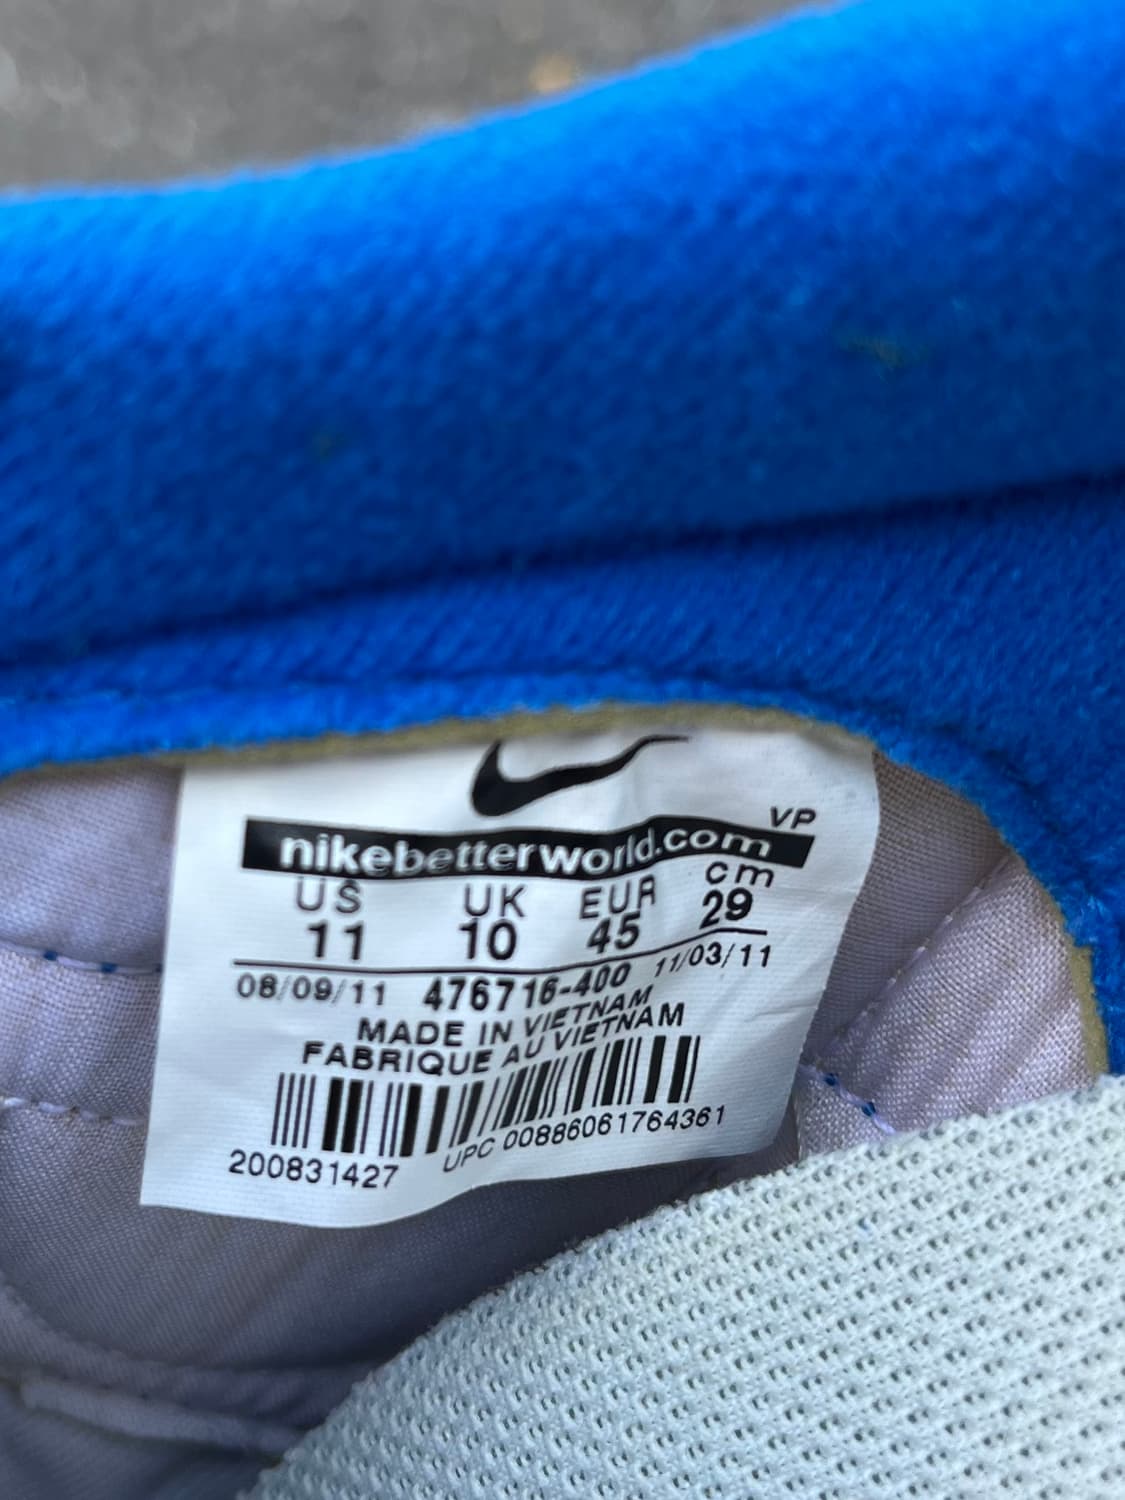 VP
nikebetterworld.com
US UK EUR cm
11 10 45 29
08/09/11 476716-400 11/03/11
MADE IN VIETNAM
FABRIQUE AU VIETNAM
200831427 UPC 00886061764361